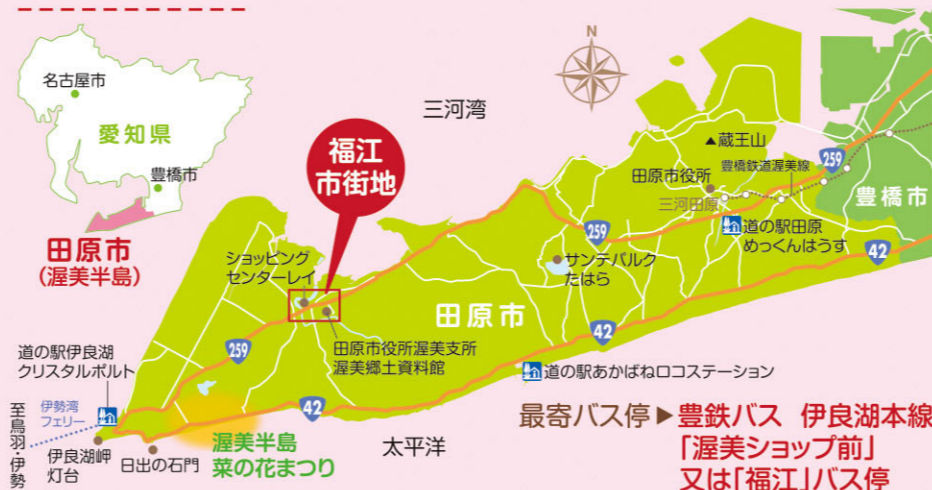 名古屋市
愛知県
豊橋市
田原市
(渥美半島)
N
三河湾
福江
市街地
▲蔵王山
259
豊橋鉄道渥美線
田原市役所
三河田原
豊橋市
道の駅田原
めっくんはうす
42
259
サンテパルク
たはら
ショッピング
センターレイ
田原市
42
259
田原市役所渥美支所
渥美郷土資料館
道の駅伊良湖
クリスタルポルト
道の駅あかばねロコステーション
42
伊勢湾
フェリー
至鳥羽・伊勢
伊良湖岬
灯台
日出の石門
渥美半島
菜の花まつり
太平洋
最寄バス停▶豊鉄バス 伊良湖本線
「渥美ショップ前」
又は「福江」バス停